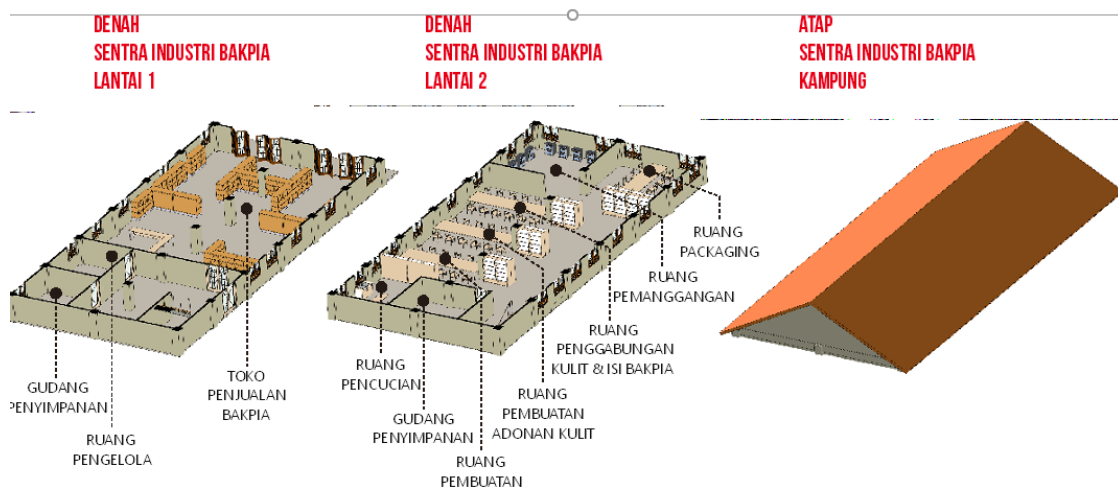 DENAH
SENTRA INDUSTRI BAKPIA
LANTAI 1
DENAH
SENTRA INDUSTRI BAKPIA
LANTAI 2
ATAP
SENTRA INDUSTRI BAKPIA
KAMPUNG
GUDANG
PENYIMPANAN
RUANG
PENGELOLA
TOKO
PENJUALAN
BAKPIA
RUANG
PENCUCIAN
GUDANG
PENYIMPANAN
RUANG
PEMBUATAN
RUANG
PEMBUATAN
ADONAN KULIT
RUANG
PENGGABUNGAN
KULIT & ISI BAKPIA
RUANG
PEMANGGANGAN
RUANG
PACKAGING